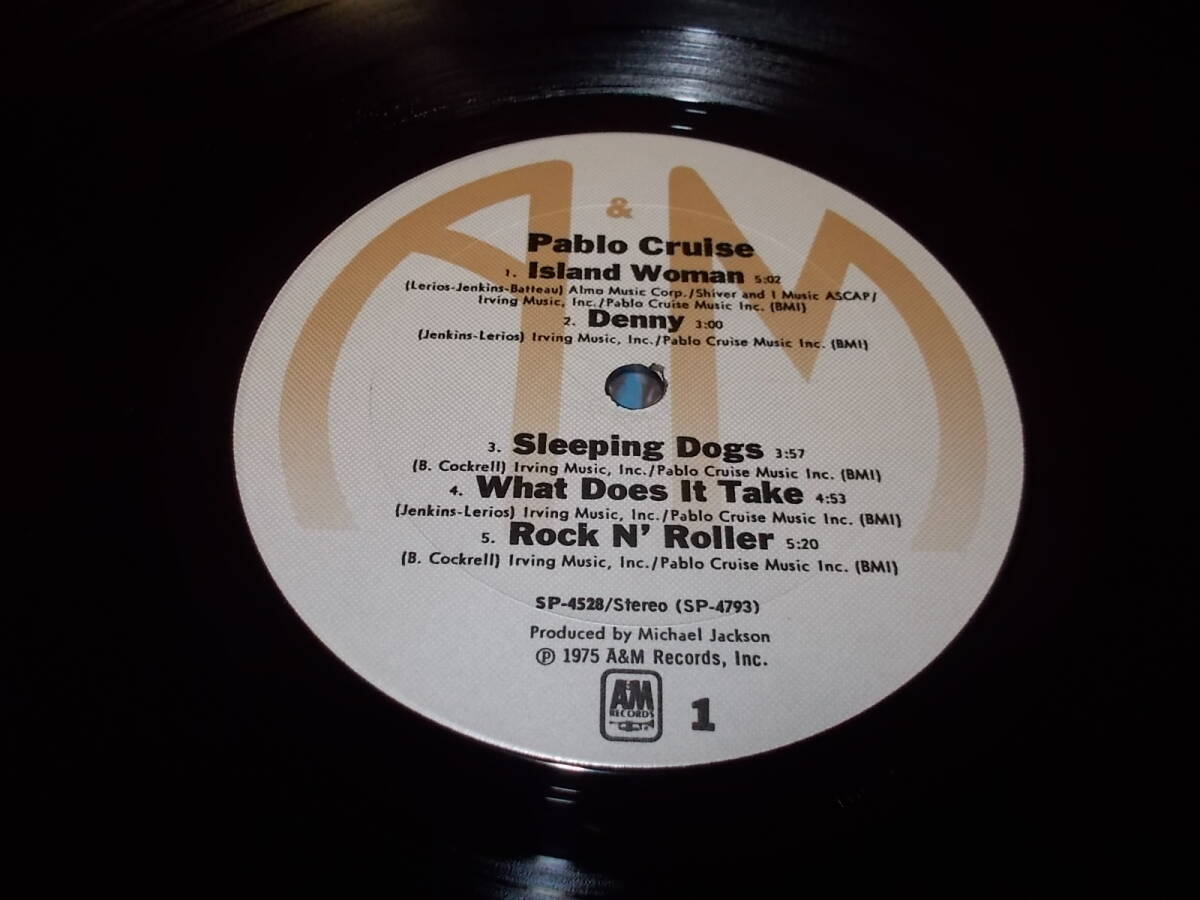 A & M
Pablo Cruise
1. Island Woman 5:02
(Lerios-Jenkins-Batteau) Almo Music Corp./Shiver and I Music ASCAP/
Irving Music, Inc./Pablo Cruise Music Inc. (BMI)
2. Denny 3:00
(Jenkins-Lerios) Irving Music, Inc./Pablo Cruise Music Inc. (BMI)
3. Sleeping Dogs 3:57
(B. Cockrell) Irving Music, Inc./Pablo Cruise Music Inc. (BMI)
4. What Does It Take 4:53
(Jenkins-Lerios) Irving Music, Inc./Pablo Cruise Music Inc. (BMI)
5. Rock N' Roller 5:20
(B. Cockrell) Irving Music, Inc./Pablo Cruise Music Inc. (BMI)
SP-4528/Stereo (SP-4793)
Produced by Michael Jackson
Ⓟ 1975 A&M Records, Inc.
A&M
RECORDS
1